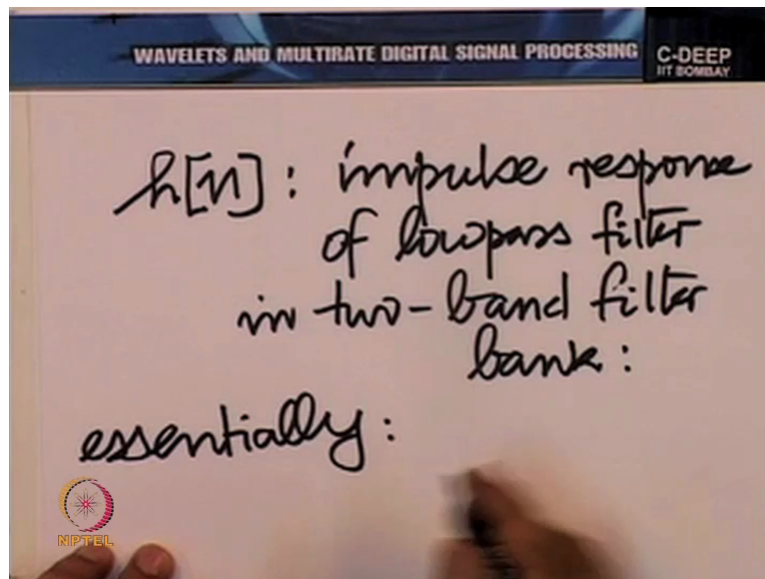 WAVELETS AND MULTIRATE DIGITAL SIGNAL PROCESSING
C-DEEP
IIT BOMBAY
h[n]: impulse response
of lowpass filter
in two-band filter
bank:
essentially:
NPTEL